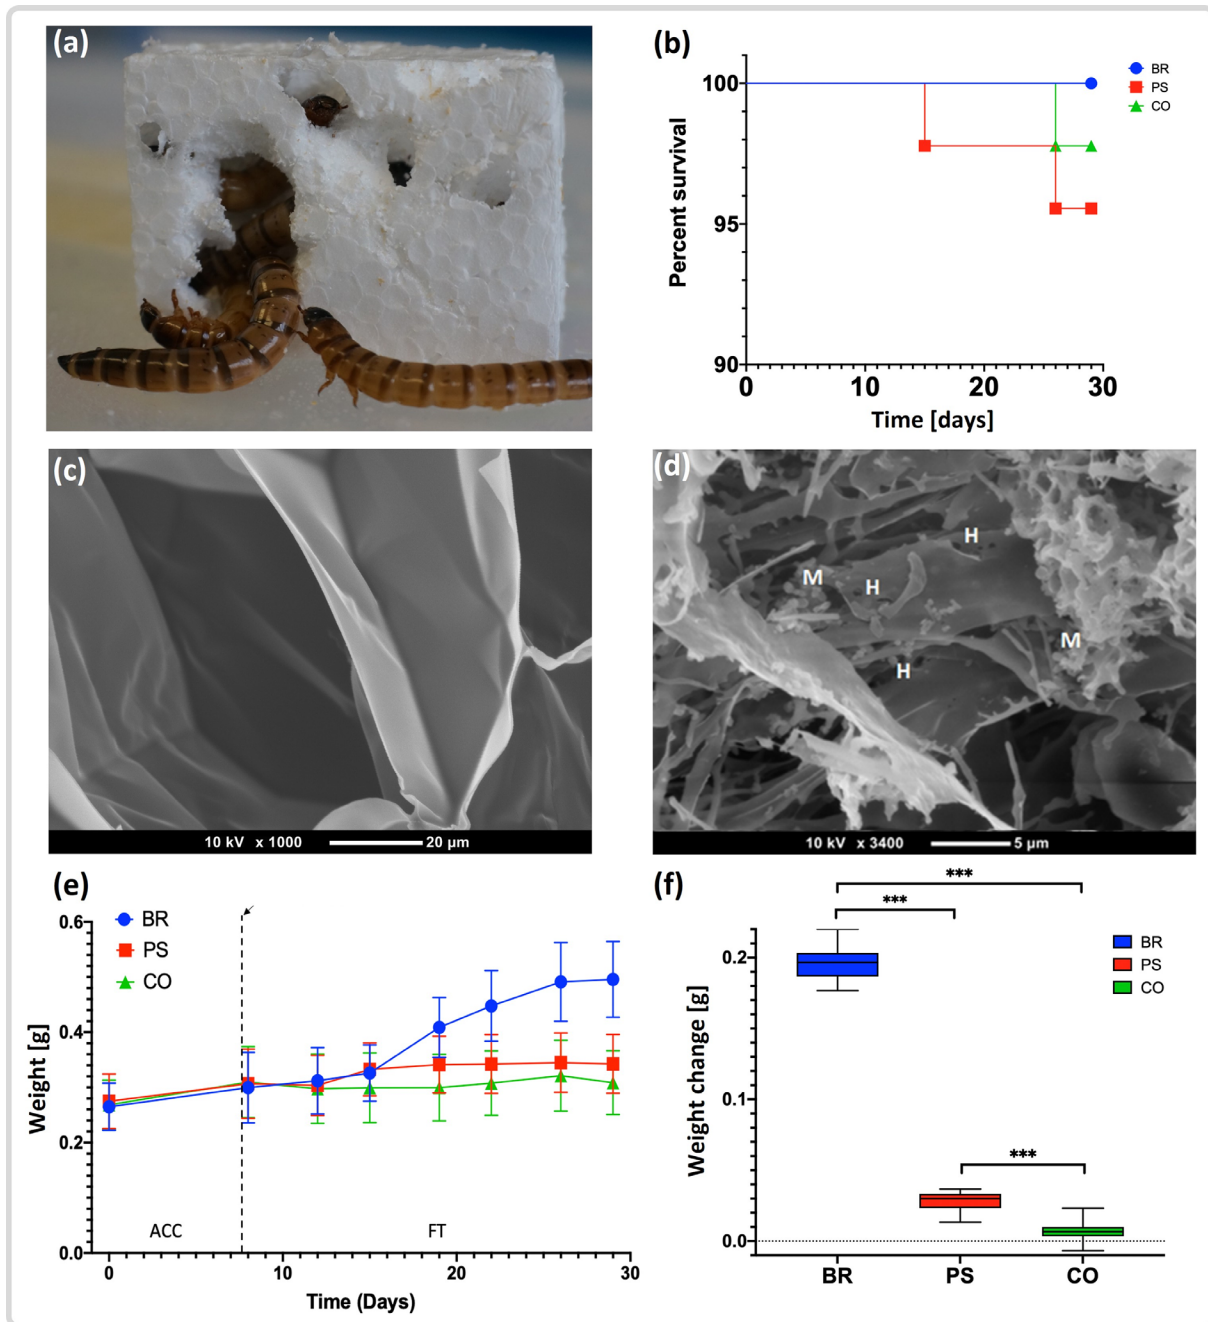 (a)
(b)
100
95
90
0
10
20
30
Percent survival
Time [days]
BR
PS
CO
(c)
10 kV x 1000 20 µm
(d)
H
M
H
M
H
10 kV x 3400 5 µm
(e)
BR
PS
CO
0.6
0.4
0.2
0.0
Weight [g]
ACC
FT
0
10
20
30
Time (Days)
(f)
***
***
***
BR
PS
CO
0.2
0.1
0.0
Weight change [g]
BR
PS
CO